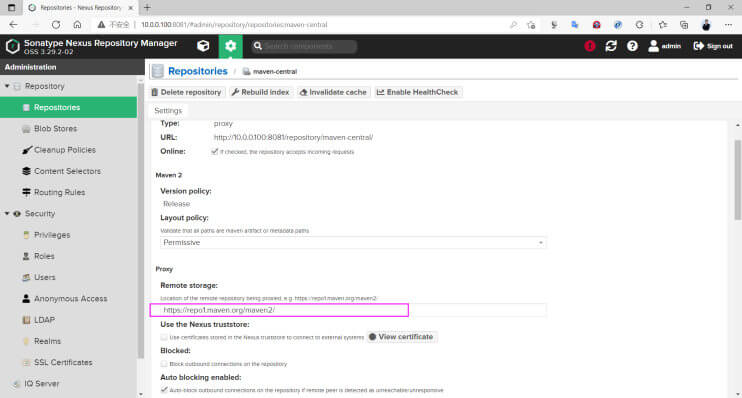 Repositories - Nexus Repository
不安全
10.0.0.100:8081/#admin/repository/repositories:maven-central
Sonatype Nexus Repository Manager
OSS 3.29.2-02
Search components
admin
Sign out
Administration
Repository
Repositories
Blob Stores
Cleanup Policies
Content Selectors
Routing Rules
Security
Privileges
Roles
Users
Anonymous Access
LDAP
Realms
SSL Certificates
IQ Server
Repositories / maven-central
Delete repository
Rebuild index
Invalidate cache
Enable HealthCheck
Settings
Type: proxy
URL: http://10.0.0.100:8081/repository/maven-central/
Online: If checked, the repository accepts incoming requests
Maven 2
Version policy:
Release
Layout policy:
Validate that all paths are maven artifact or metadata paths
Permissive
Proxy
Remote storage:
Location of the remote repository being proxied, e.g. https://repo1.maven.org/maven2/
https://repo1.maven.org/maven2/
Use the Nexus truststore:
Use certificates stored in the Nexus truststore to connect to external systems
View certificate
Blocked:
Block outbound connections on the repository
Auto blocking enabled:
Auto-block outbound connections on the repository if remote peer is detected as unreachable/unresponsive